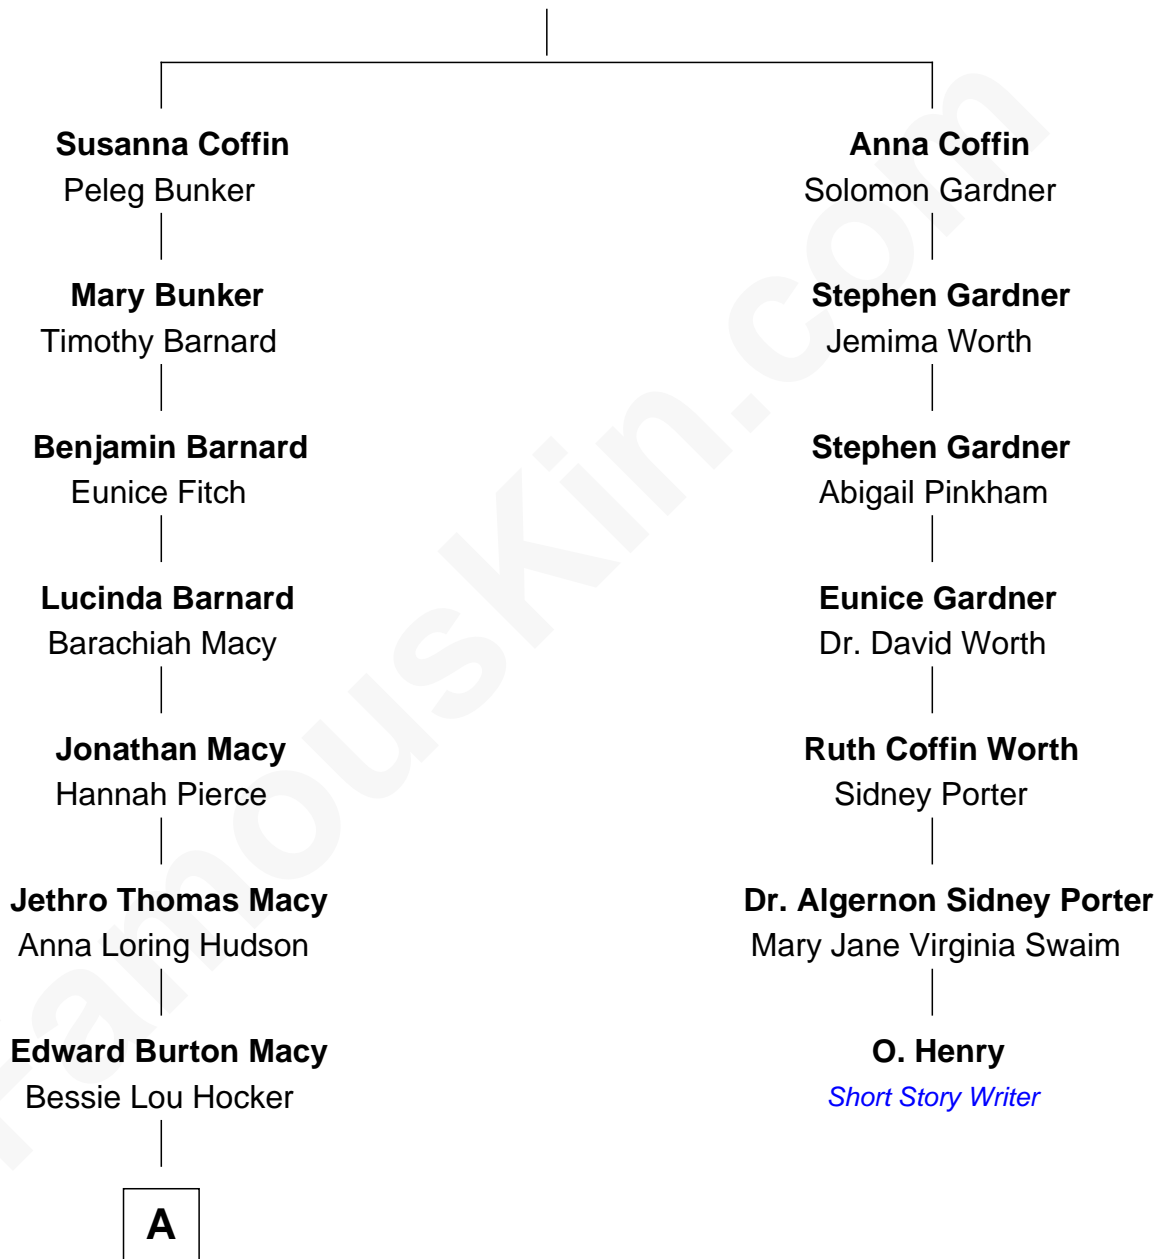 Susanna Coffin
Peleg Bunker
Mary Bunker
Timothy Barnard
Benjamin Barnard
Eunice Fitch
Lucinda Barnard
Barachiah Macy
Jonathan Macy
Hannah Pierce
Jethro Thomas Macy
Anna Loring Hudson
Edward Burton Macy
Bessie Lou Hocker
A
Anna Coffin
Solomon Gardner
Stephen Gardner
Jemima Worth
Stephen Gardner
Abigail Pinkham
Eunice Gardner
Dr. David Worth
Ruth Coffin Worth
Sidney Porter
Dr. Algernon Sidney Porter
Mary Jane Virginia Swaim
O. Henry
Short Story Writer
FamousKin.com